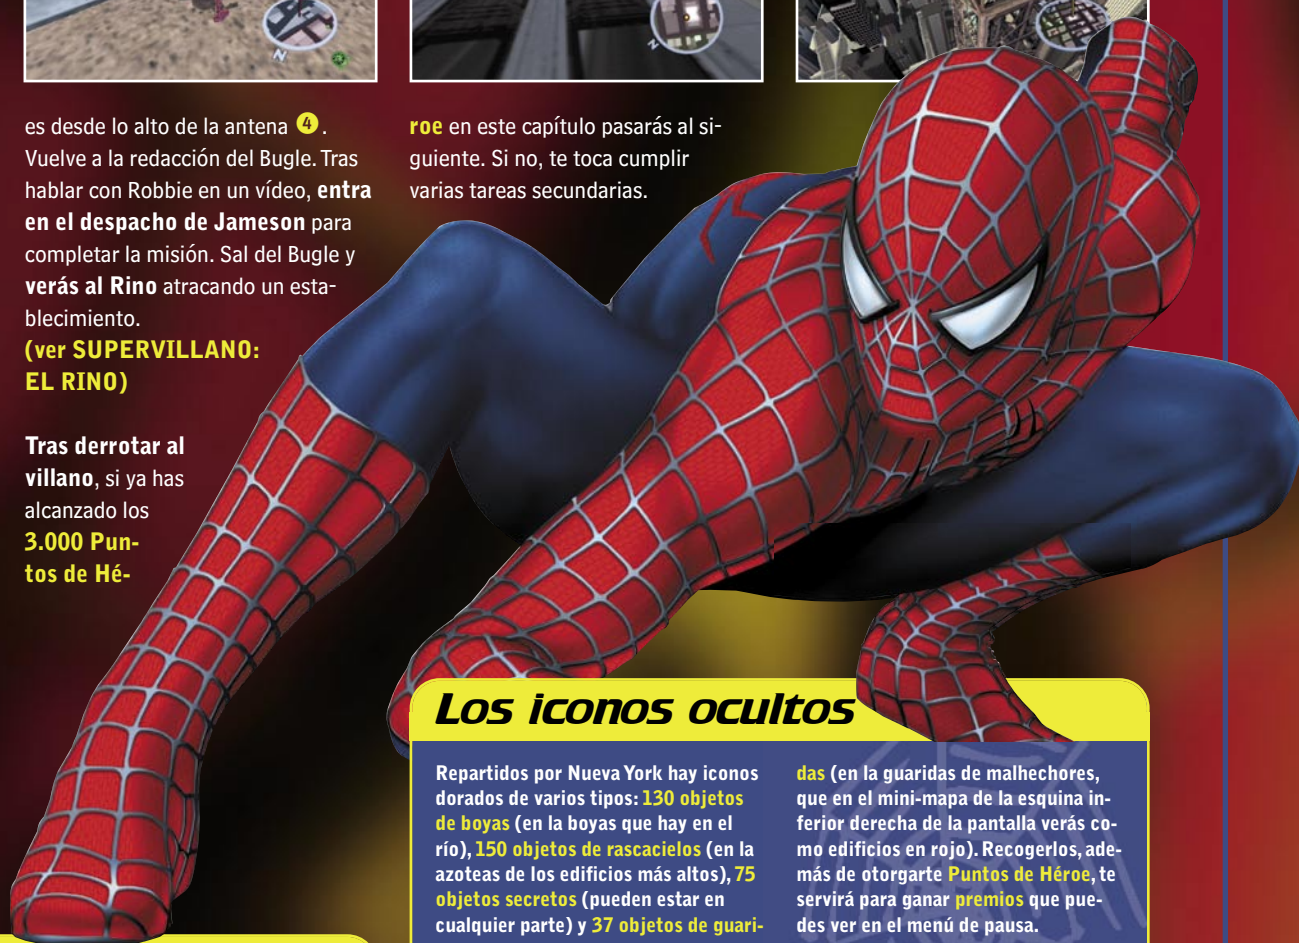 es desde lo alto de la antena 4.
Vuelve a la redacción del Bugle. Tras
hablar con Robbie en un vídeo, entra
en el despacho de Jameson para
completar la misión. Sal del Bugle y
verás al Rino atracando un esta-
blecimiento.
(ver SUPERVILLANO:
EL RINO)
Tras derrotar al
villano, si ya has
alcanzado los
3.000 Pun-
tos de Hé-
roe en este capítulo pasarás al si-
guiente. Si no, te toca cumplir
varias tareas secundarias.
Los iconos ocultos
Repartidos por Nueva York hay iconos
dorados de varios tipos: 130 objetos
de boyas (en la boyas que hay en el
río), 150 objetos de rascacielos (en la
azoteas de los edificios más altos), 75
objetos secretos (pueden estar en
cualquier parte) y 37 objetos de guari-
das (en la guaridas de malhechores,
que en el mini-mapa de la esquina in-
ferior derecha de la pantalla verás co-
mo edificios en rojo). Recogerlos, ade-
más de otorgarte Puntos de Héroe, te
servirá para ganar premios que pue-
des ver en el menú de pausa.
N
N